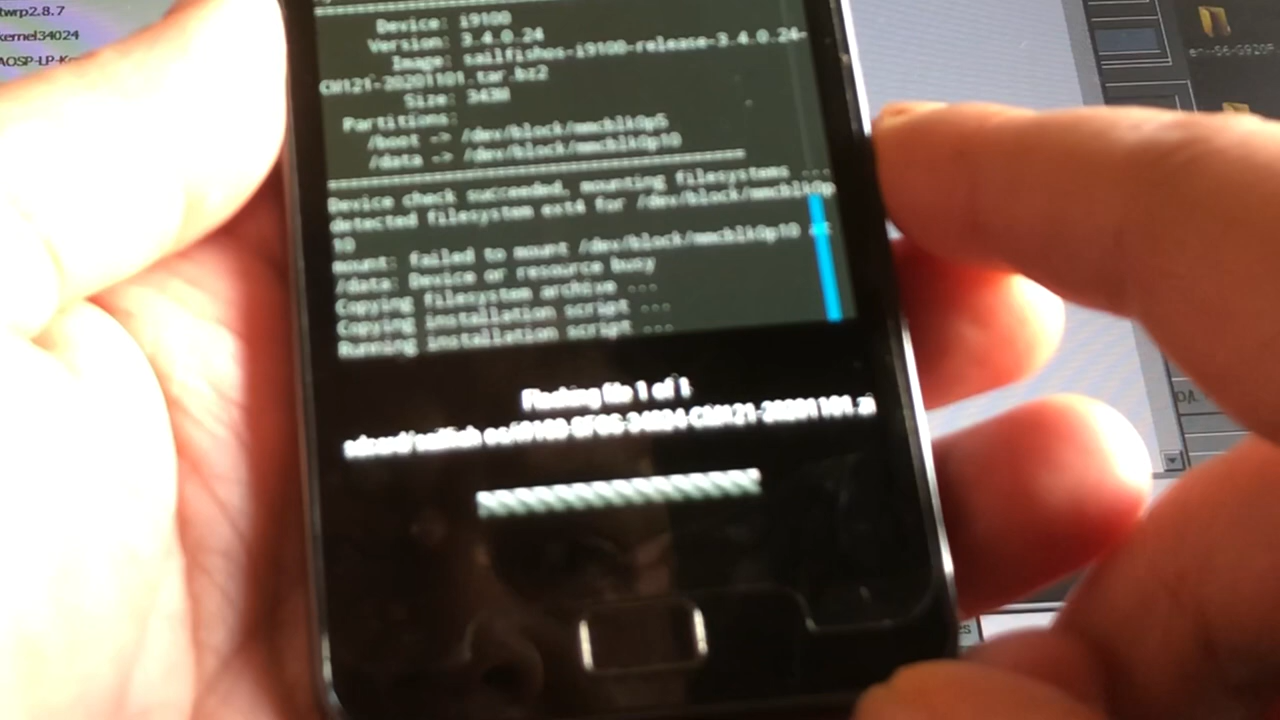 twrp2.8.7
kernel34024
AOSP-LP-Ke
Device: i9100
Version: 3.4.0.24
Image: sailfishos-i9100-release-3.4.0.24-
CM121-20201101.tar.bz2
Size: 343M
Partitions:
/boot -> /dev/block/mmcblk0p5
/data -> /dev/block/mmcblk0p10
Device check succeeded, mounting filesystems ...
detected filesystem ext4 for /dev/block/mmcblk0p
10
mount: failed to mount /dev/block/mmcblk0p10 at
/data: Device or resource busy
Copying filesystem archive ...
Copying installation script ...
Running installation script ...
Flashing file 1 of 1